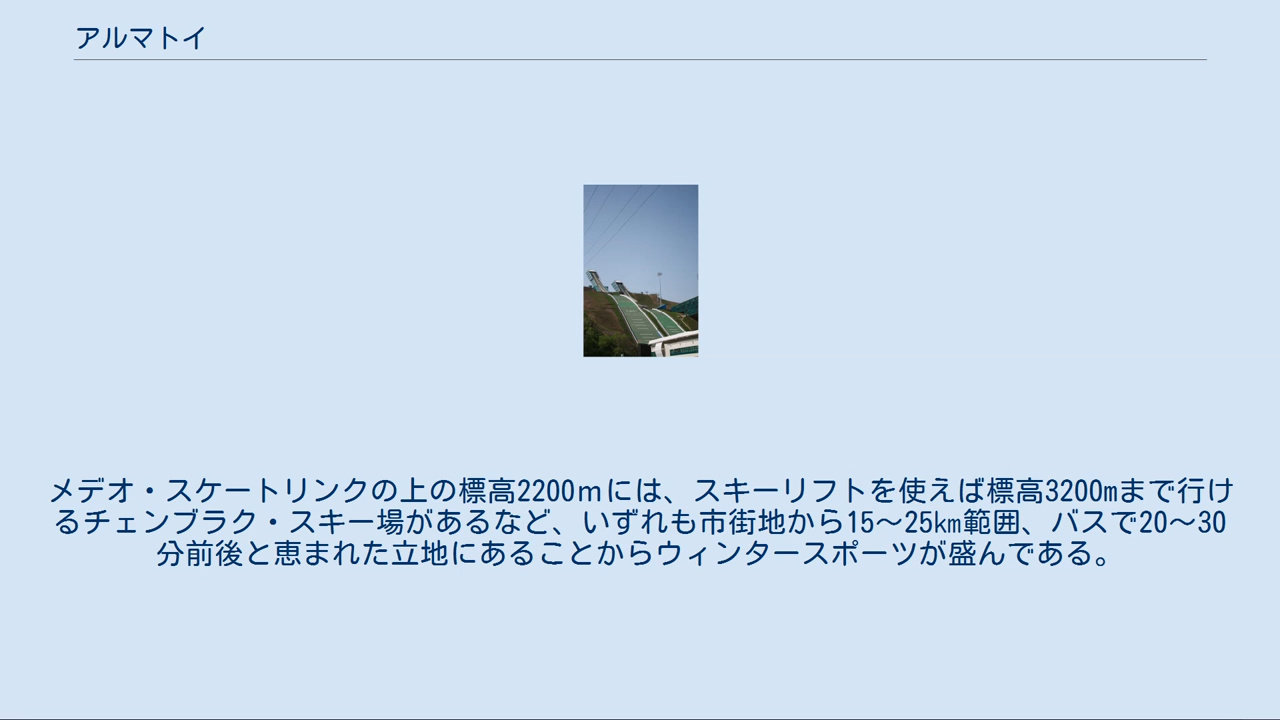 アルマトイ
メデオ・スケートリンクの上の標高2200ｍには、スキーリフトを使えば標高3200mまで行け
るチェンブラク・スキー場があるなど、いずれも市街地から15〜25km範囲、バスで20〜30
分前後と恵まれた立地にあることからウィンタースポーツが盛んである。